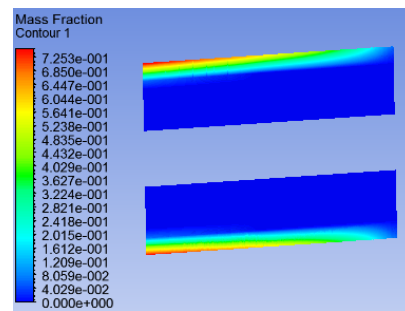 Mass Fraction
Contour 1
7.253e-001
6.850e-001
6.447e-001
6.044e-001
5.641e-001
5.238e-001
4.835e-001
4.432e-001
4.029e-001
3.627e-001
3.224e-001
2.821e-001
2.418e-001
2.015e-001
1.612e-001
1.209e-001
8.059e-002
4.029e-002
0.000e+000